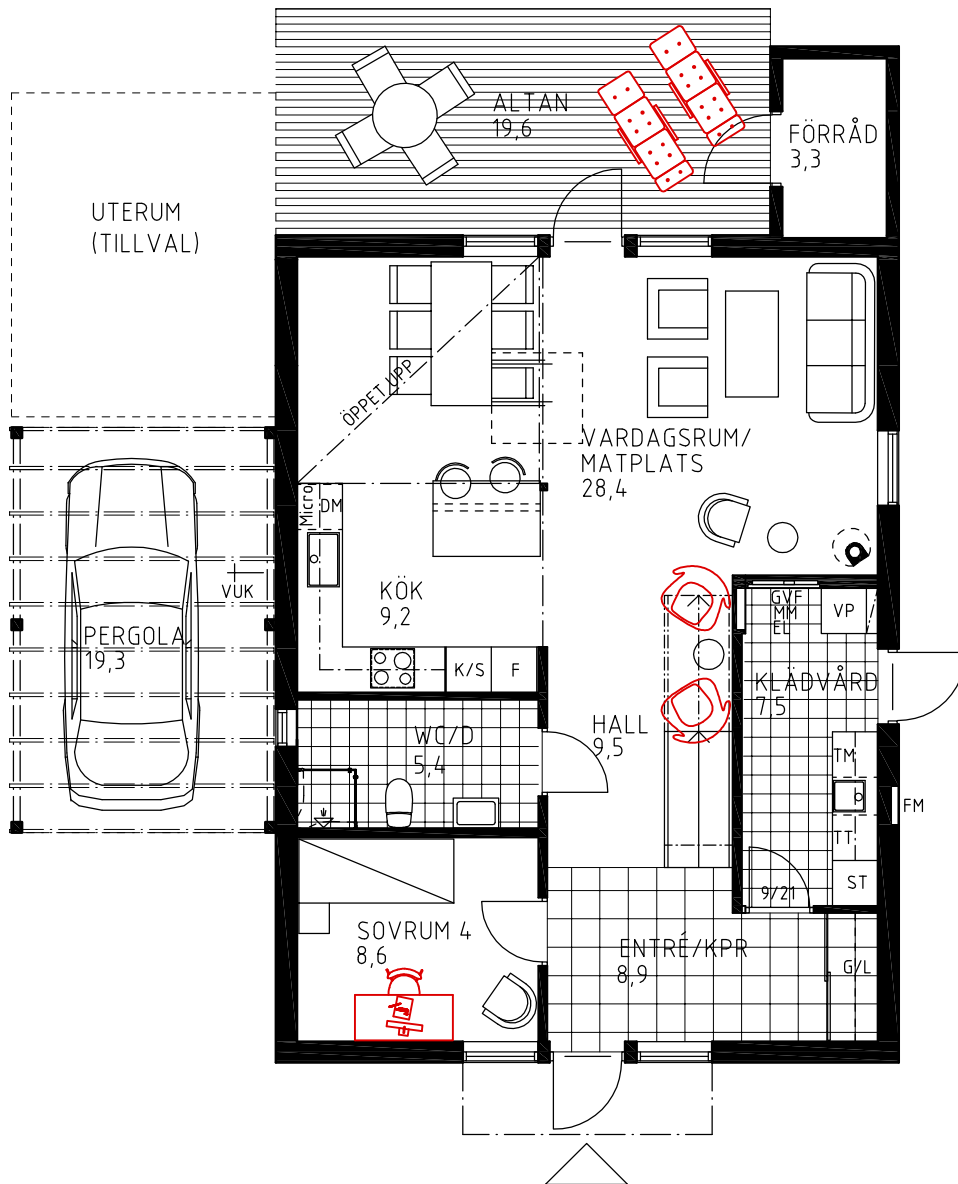 ALTAN
19,6
FÖRRÅD
3,3
UTERUM
(TILLVAL)
ÖPPET UPP
VARDAGSRUM/
MATPLATS
28,4
Micro
DM
KÖK
9,2
K/S
F
VUK
PERGOLA
19,3
GVF
MM
EL
VP
KLÄDVÅRD
7,5
WC/D
5,4
HALL
9,5
TM
FM
TT
ST
9/21
SOVRUM 4
8,6
ENTRÉ/KPR
8,9
G/L